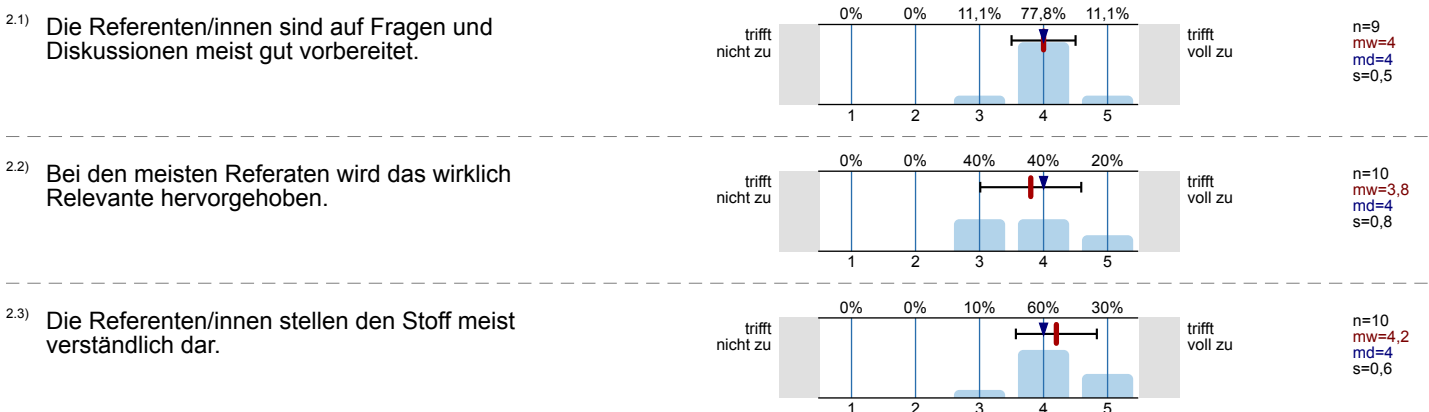 2.1) Die Referenten/innen sind auf Fragen und
Diskussionen meist gut vorbereitet.
trifft
nicht zu
0% 0% 11,1% 77,8% 11,1%
1 2 3 4 5
trifft
voll zu
n=9
mw=4
md=4
s=0,5
2.2) Bei den meisten Referaten wird das wirklich
Relevante hervorgehoben.
trifft
nicht zu
0% 0% 40% 40% 20%
1 2 3 4 5
trifft
voll zu
n=10
mw=3,8
md=4
s=0,8
2.3) Die Referenten/innen stellen den Stoff meist
verständlich dar.
trifft
nicht zu
0% 0% 10% 60% 30%
1 2 3 4 5
trifft
voll zu
n=10
mw=4,2
md=4
s=0,6